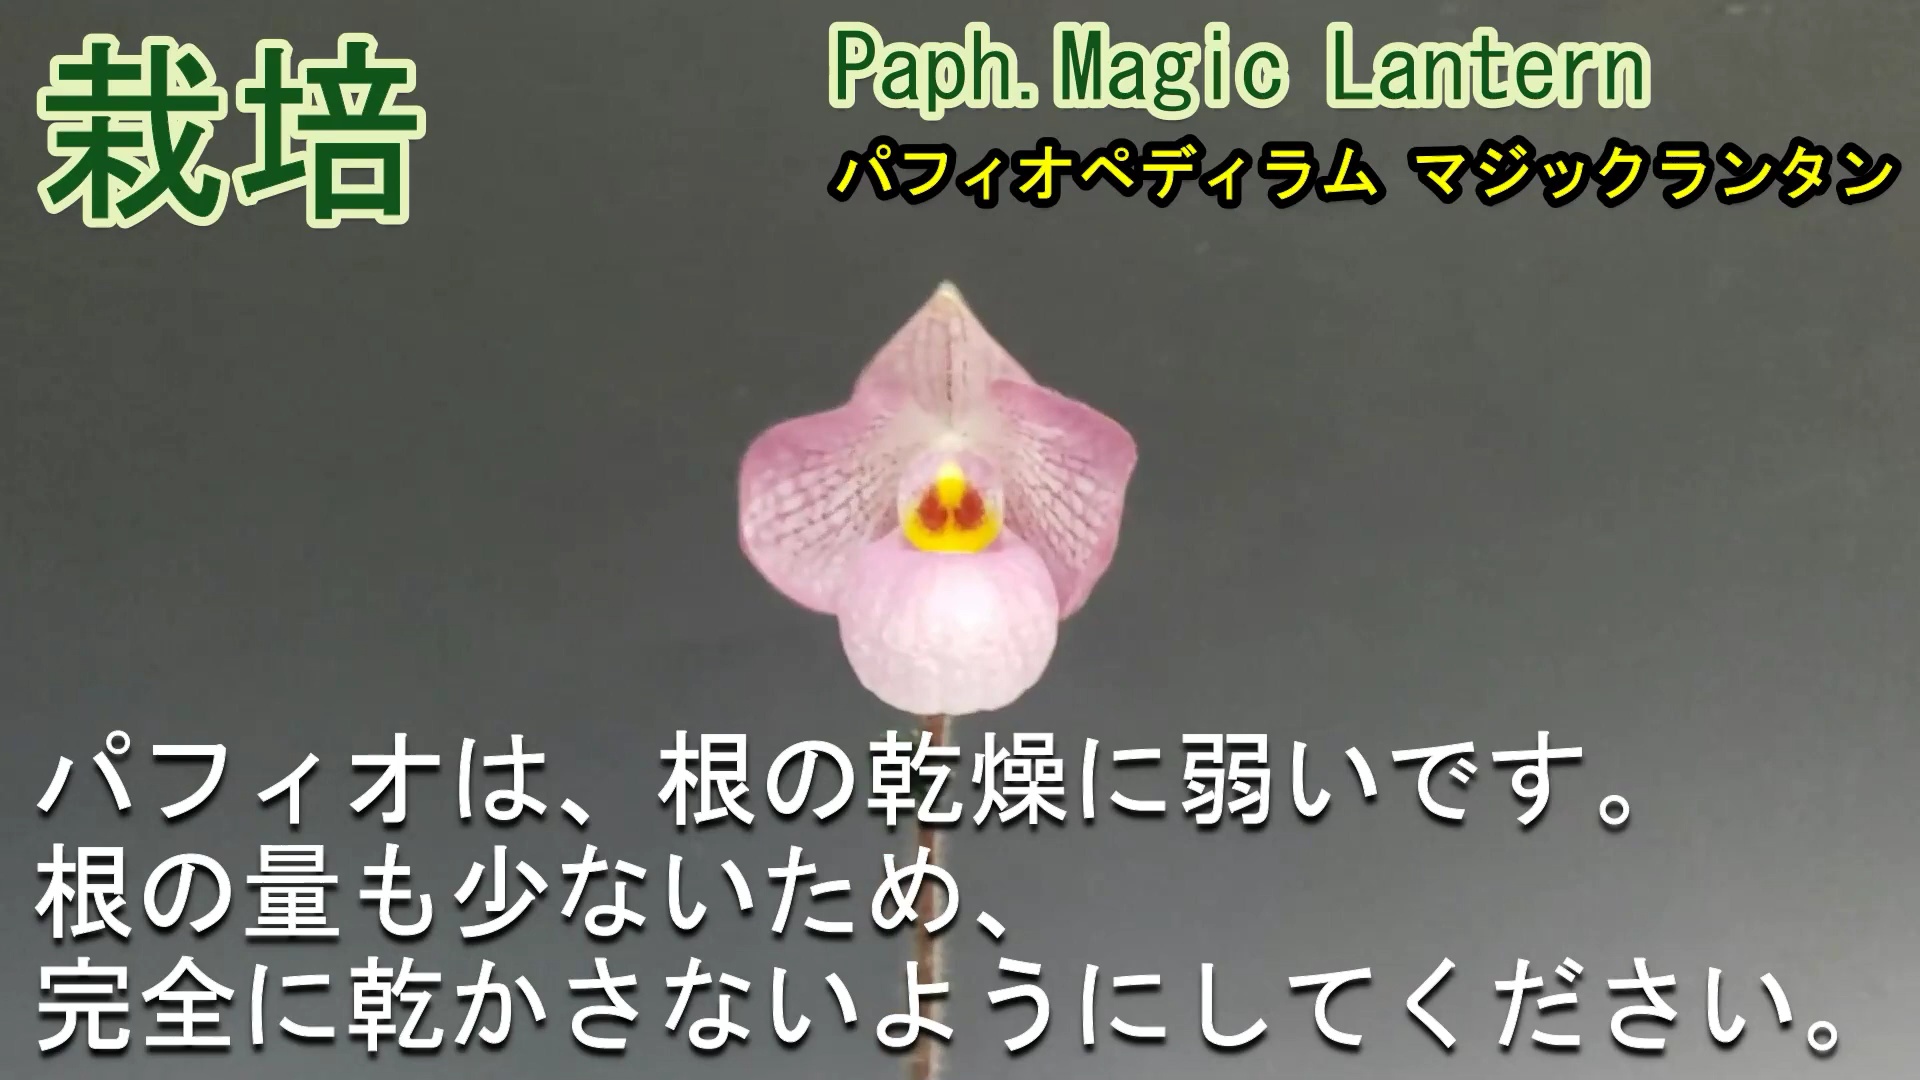 栽培
Paph.Magic Lantern
パフィオペディラム マジックランタン
パフィオは、根の乾燥に弱いです。
根の量も少ないため、
完全に乾かさないようにしてください。